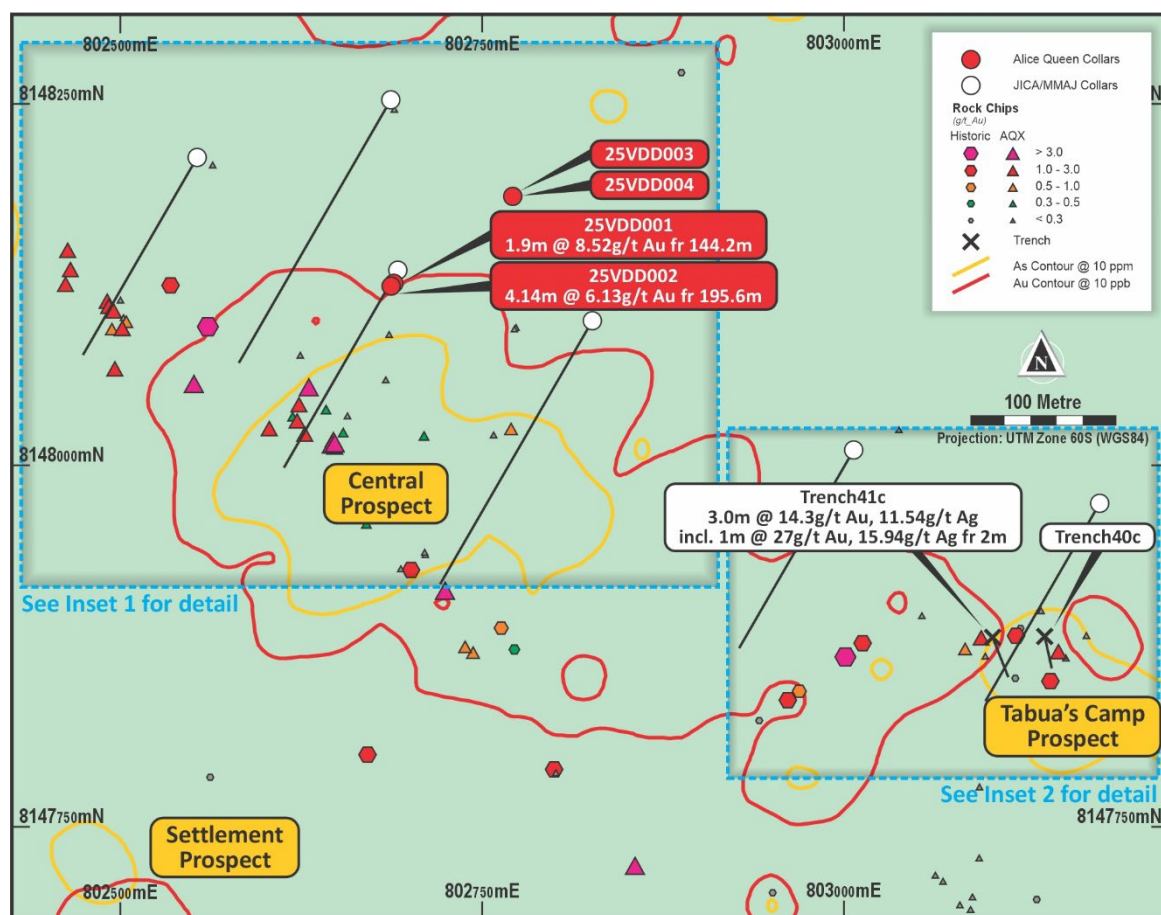 802500mE
802750mE
803000mE
8148250mN
Alice Queen Collars
JICA/MMAJ Collars
Rock Chips
(g/t_Au)
Historic AQX
> 3.0
1.0 - 3.0
0.5 - 1.0
0.3 - 0.5
< 0.3
Trench
As Contour @ 10 ppm
Au Contour @ 10 ppb
25VDD003
25VDD004
25VDD001
1.9m @ 8.52g/t Au fr 144.2m
25VDD002
4.14m @ 6.13g/t Au fr 195.6m
N
100 Metre
Projection: UTM Zone 60S (WGS84)
8148000mN
Central
Prospect
Trench41c
3.0m @ 14.3g/t Au, 11.54g/t Ag
incl. 1m @ 27g/t Au, 15.94g/t Ag fr 2m
Trench40c
See Inset 1 for detail
Tabua's Camp
Prospect
See Inset 2 for detail
8147750mN
8147750mN
Settlement
Prospect
802500mE
802750mE
803000mE